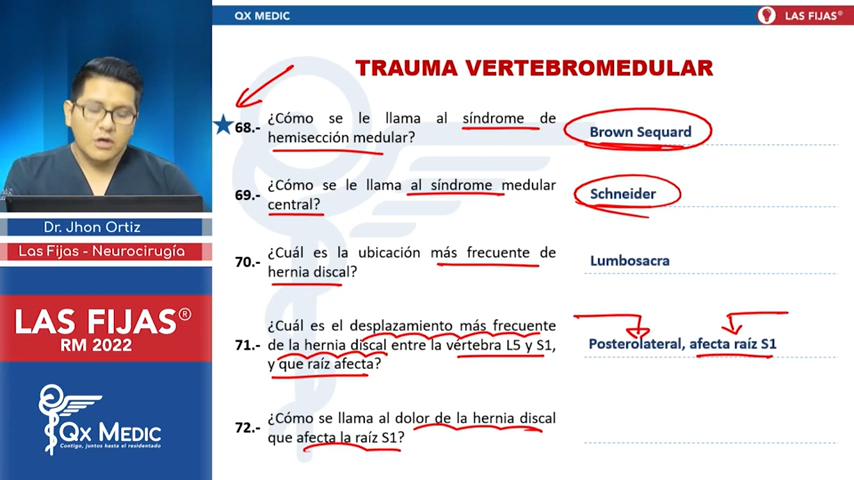 QX MEDIC
LAS FIJAS®
TRAUMA VERTEBROMEDULAR
68.- ¿Cómo se le llama al síndrome de
hemisección medular?
Brown Sequard
69.- ¿Cómo se le llama al síndrome medular
central?
Schneider
70.- ¿Cuál es la ubicación más frecuente de
hernia discal?
Lumbosacra
71.- ¿Cuál es el desplazamiento más frecuente
de la hernia discal entre la vértebra L5 y S1,
y que raíz afecta?
Posterolateral, afecta raíz S1
72.- ¿Cómo se llama al dolor de la hernia discal
que afecta la raíz S1?
Dr. Jhon Ortiz
Las Fijas - Neurocirugía
LAS FIJAS®
RM 2022
QX MEDIC
Contigo, juntos hasta el residentado